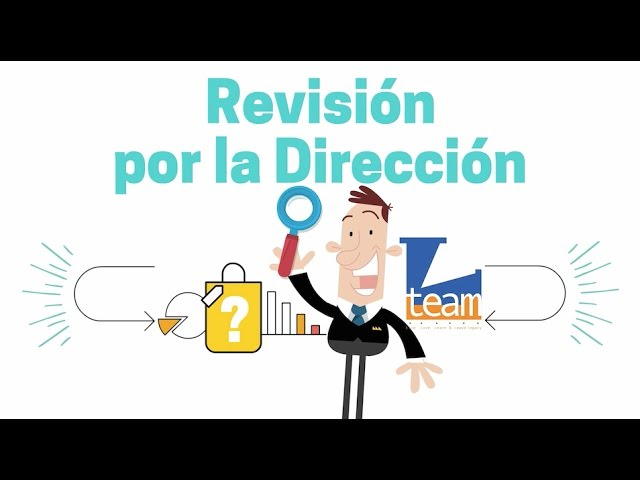 Revisión
por la Dirección
?
team